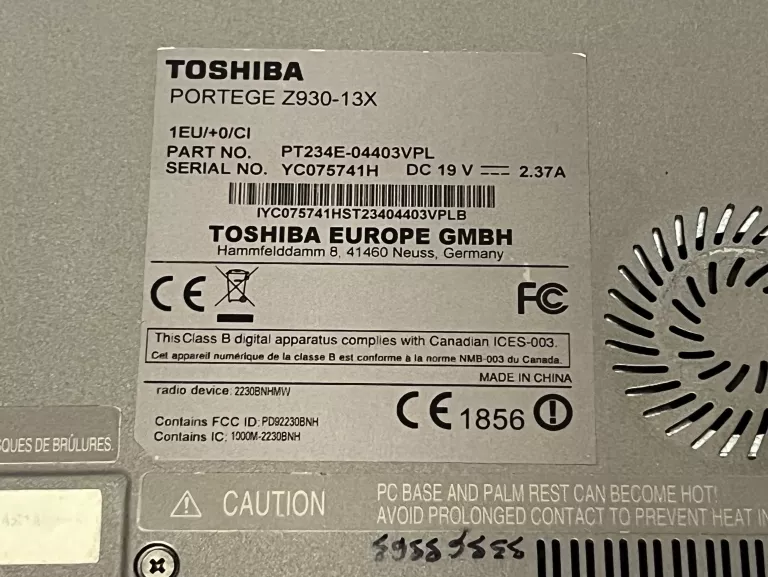 TOSHIBA
PORTEGE Z930-13X
1EU/+0/CI
PART NO. PT234E-04403VPL
SERIAL NO. YC075741H DC 19 V 2.37A
IYC075741HST23404403VPLB
TOSHIBA EUROPE GMBH
Hammfelddamm 8, 41460 Neuss, Germany
CE FC
This Class B digital apparatus complies with Canadian ICES-003.
Cet appareil numérique de la classe B est conforme à la norme NMB-003 du Canada.
MADE IN CHINA
radio device: 2230BNHMW
CE 1856
Contains FCC ID: PD92230BNH
Contains IC: 1000M-2230BNH
DE BRÛLURES.
CAUTION
PC BASE AND PALM REST CAN BECOME HOT!
AVOID PROLONGED CONTACT TO PREVENT HEAT